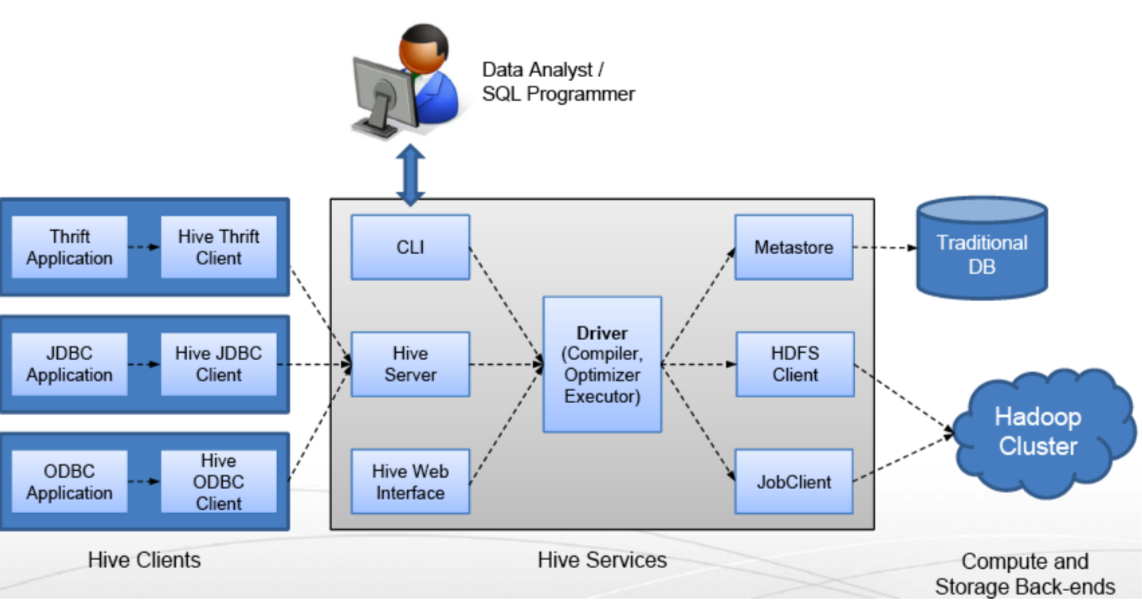 Data Analyst /
SQL Programmer
Thrift
Application
Hive Thrift
Client
JDBC
Application
Hive JDBC
Client
ODBC
Application
Hive
ODBC
Client
Hive Clients
CLI
Hive
Server
Hive Web
Interface
Driver
(Compiler,
Optimizer
Executor)
Metastore
HDFS
Client
JobClient
Hive Services
Traditional
DB
Hadoop
Cluster
Compute and
Storage Back-ends